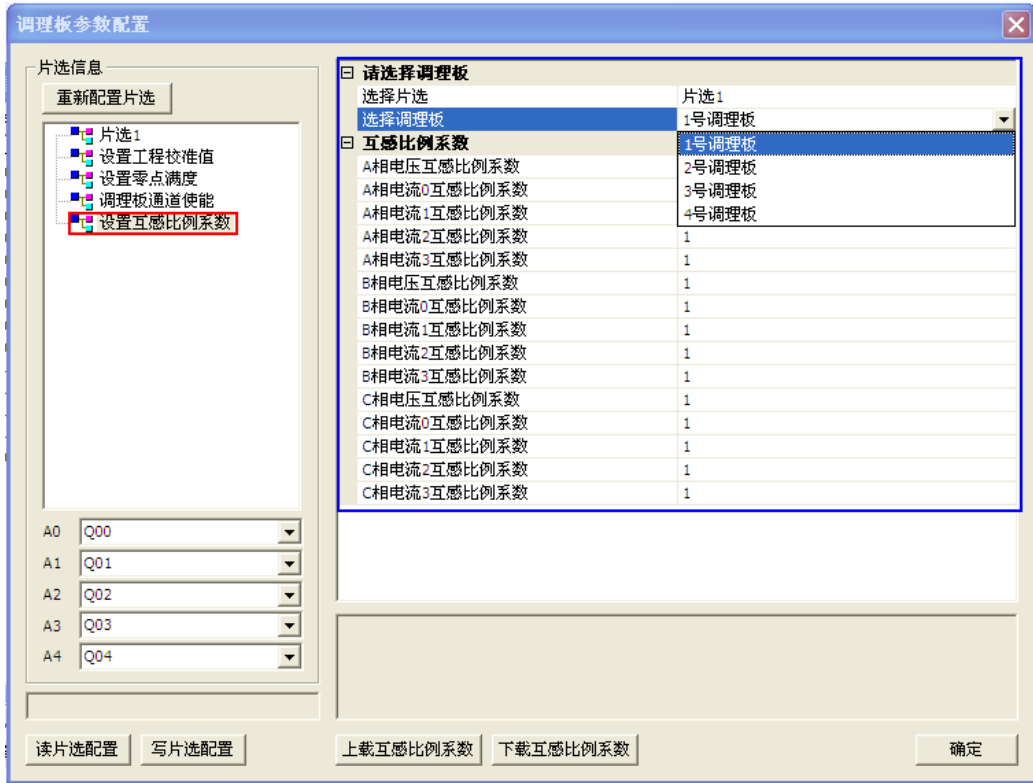 调理板参数配置
片选信息
重新配置片选
片选1
设置工程校准值
设置零点满度
调理板通道使能
设置互感比例系数
A0 Q00
A1 Q01
A2 Q02
A3 Q03
A4 Q04
读片选配置 写片选配置
请选择调理板
选择片选 片选1
选择调理板 1号调理板
1号调理板
2号调理板
3号调理板
4号调理板
互感比例系数
A相电压互感比例系数
A相电流0互感比例系数
A相电流1互感比例系数
A相电流2互感比例系数 1
A相电流3互感比例系数 1
B相电压互感比例系数 1
B相电流0互感比例系数 1
B相电流1互感比例系数 1
B相电流2互感比例系数 1
B相电流3互感比例系数 1
C相电压互感比例系数 1
C相电流0互感比例系数 1
C相电流1互感比例系数 1
C相电流2互感比例系数 1
C相电流3互感比例系数 1
上载互感比例系数 下载互感比例系数 确定